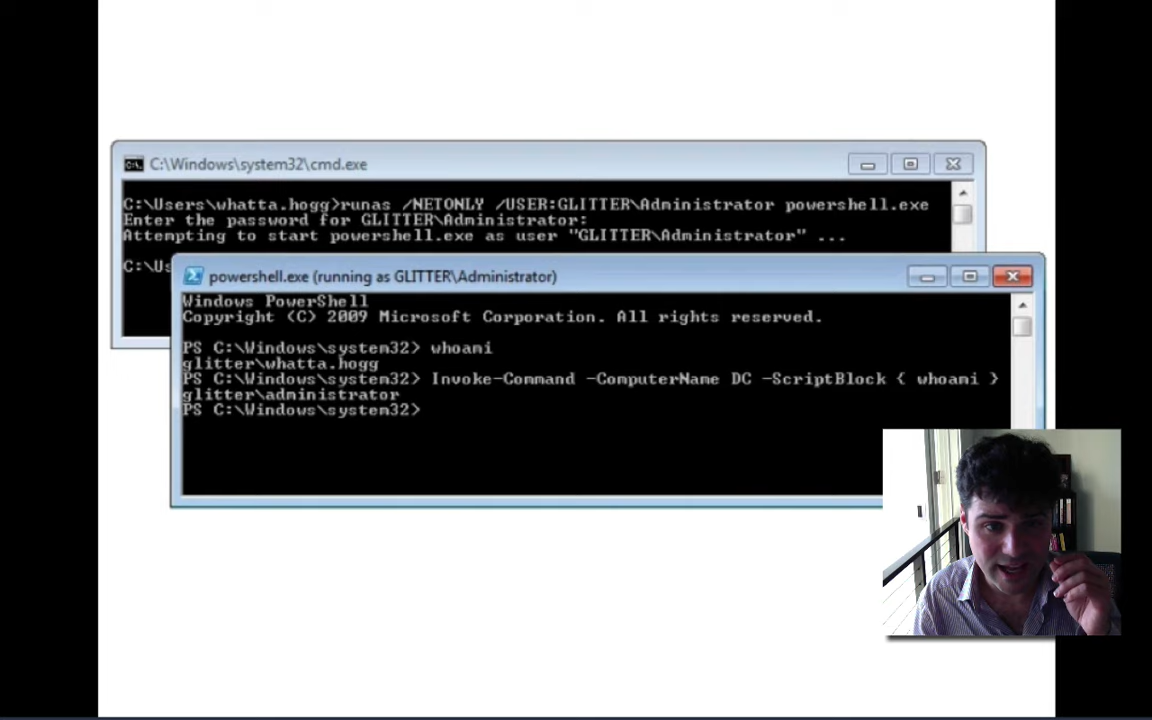 C:\Windows\system32\cmd.exe
C:\Users\whatta.hogg>runas /NETONLY /USER:GLITTER\Administrator powershell.exe
Enter the password for GLITTER\Administrator:
Attempting to start powershell.exe as user "GLITTER\Administrator" ...
C:\Us
powershell.exe (running as GLITTER\Administrator)
Windows PowerShell
Copyright (C) 2009 Microsoft Corporation. All rights reserved.
PS C:\Windows\system32> whoami
glitter\whatta.hogg
PS C:\Windows\system32> Invoke-Command -ComputerName DC -ScriptBlock { whoami }
glitter\administrator
PS C:\Windows\system32>